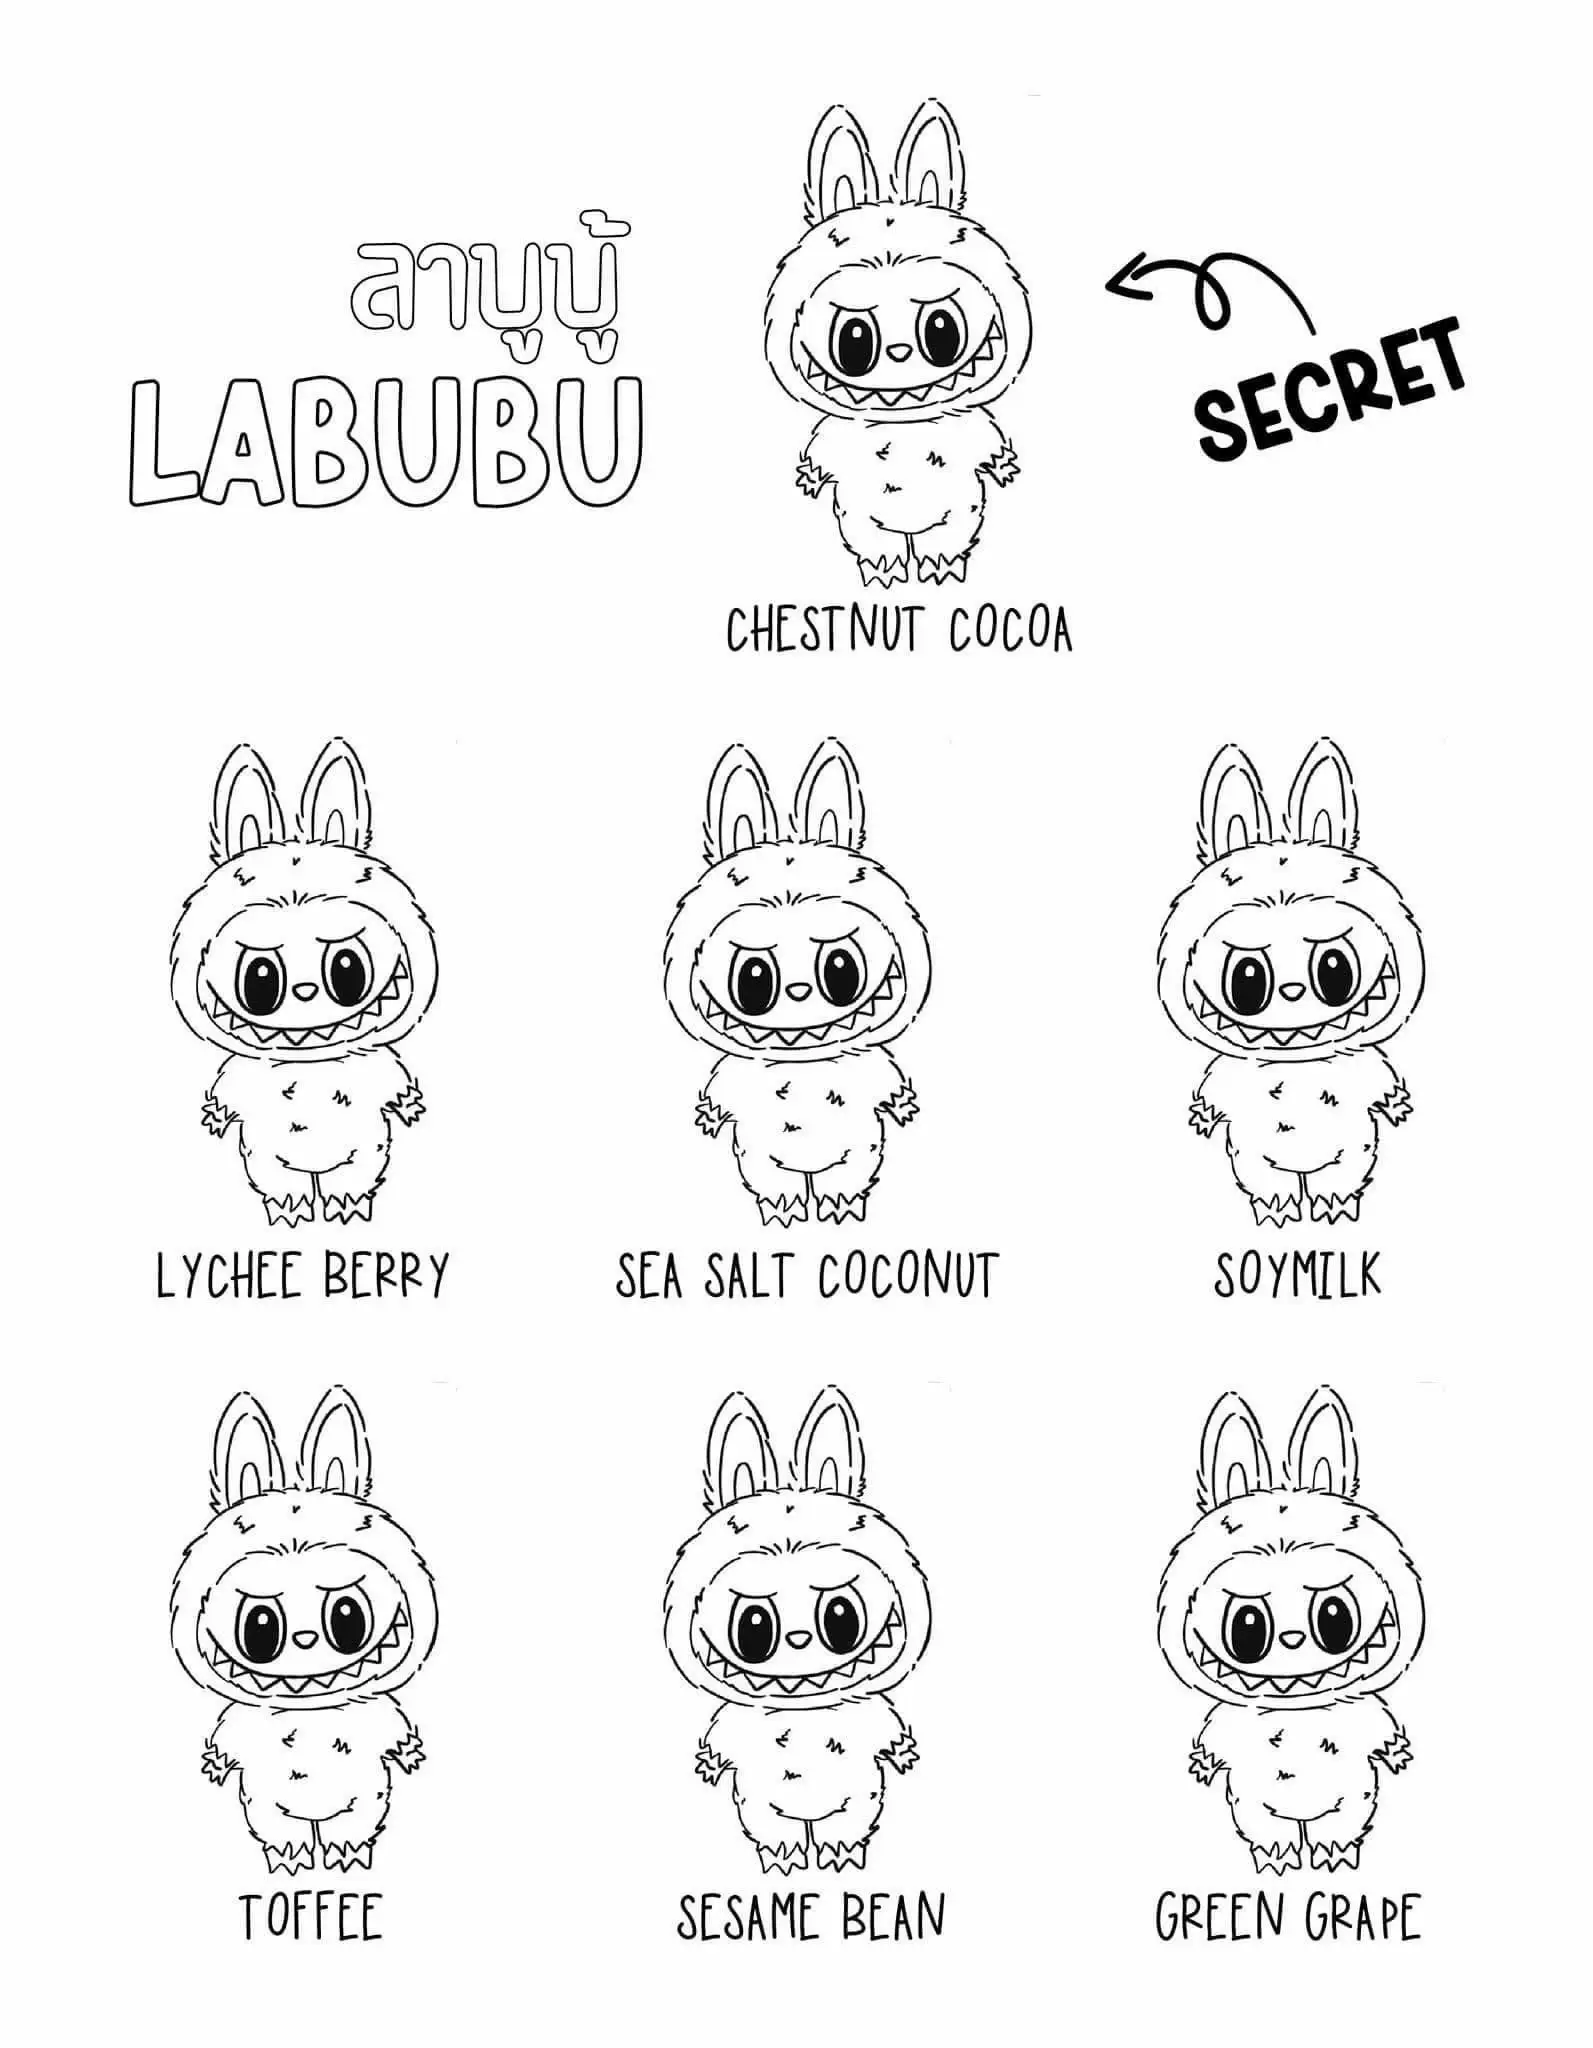 ลาบูบู้
LABUBU
SECRET
CHESTNUT COCOA
LYCHEE BERRY
SEA SALT COCONUT
SOYMILK
TOFFEE
SESAME BEAN
GREEN GRAPE